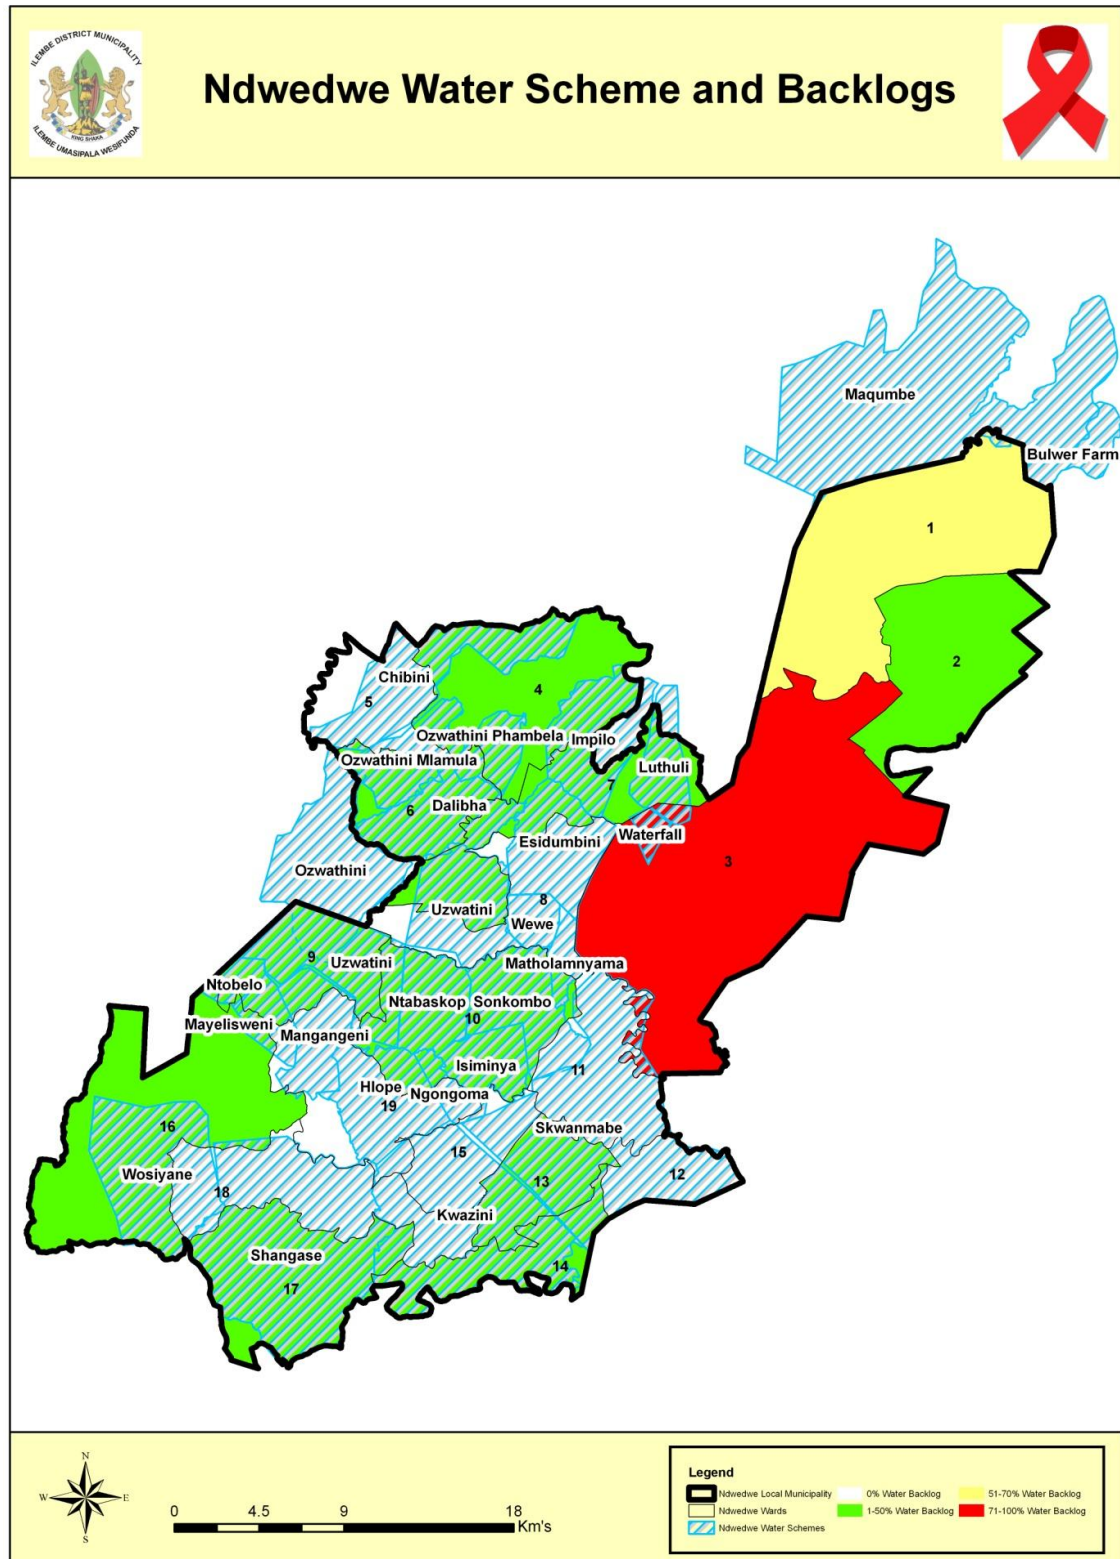 ILEMBE DISTRICT MUNICIPALITY
KING SHAKA
ILEMBE UMASIPALA WESIFUNDA
Ndwedwe Water Scheme and Backlogs
Maqumbe
Bulwer Farm
1
2
Chibini
5
4
Ozwathini Phambela
Impilo
Ozwathini Mlamula
Luthuli
7
6
Dalibha
Esidumbini
Waterfall
3
Ozwathini
8
Uzwatini
Wewe
9
Uzwatini
Matholamnyama
Ntobelo
Ntabaskop
Sonkombo
10
Mayelisweni
Mangangeni
Isiminya
11
Hlope
Ngongoma
19
Skwanmabe
16
15
Wosiyane
12
13
18
Kwazini
Shangase
14
17
N
W
E
S
0
4.5
9
18
Km's
Legend
Ndwedwe Local Municipality
0% Water Backlog
51-70% Water Backlog
Ndwedwe Wards
1-50% Water Backlog
71-100% Water Backlog
Ndwedwe Water Schemes